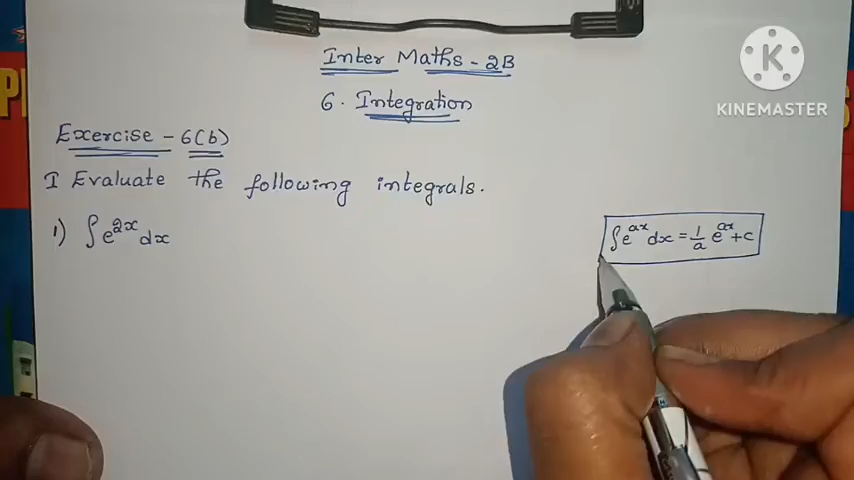 Inter Maths - 2B
6. Integration
Exercise - 6(b)
I Evaluate the following integrals.
1) ∫e^{2x} dx
∫e^{ax} dx = 1/a e^{ax} + c
K
KINEMASTER